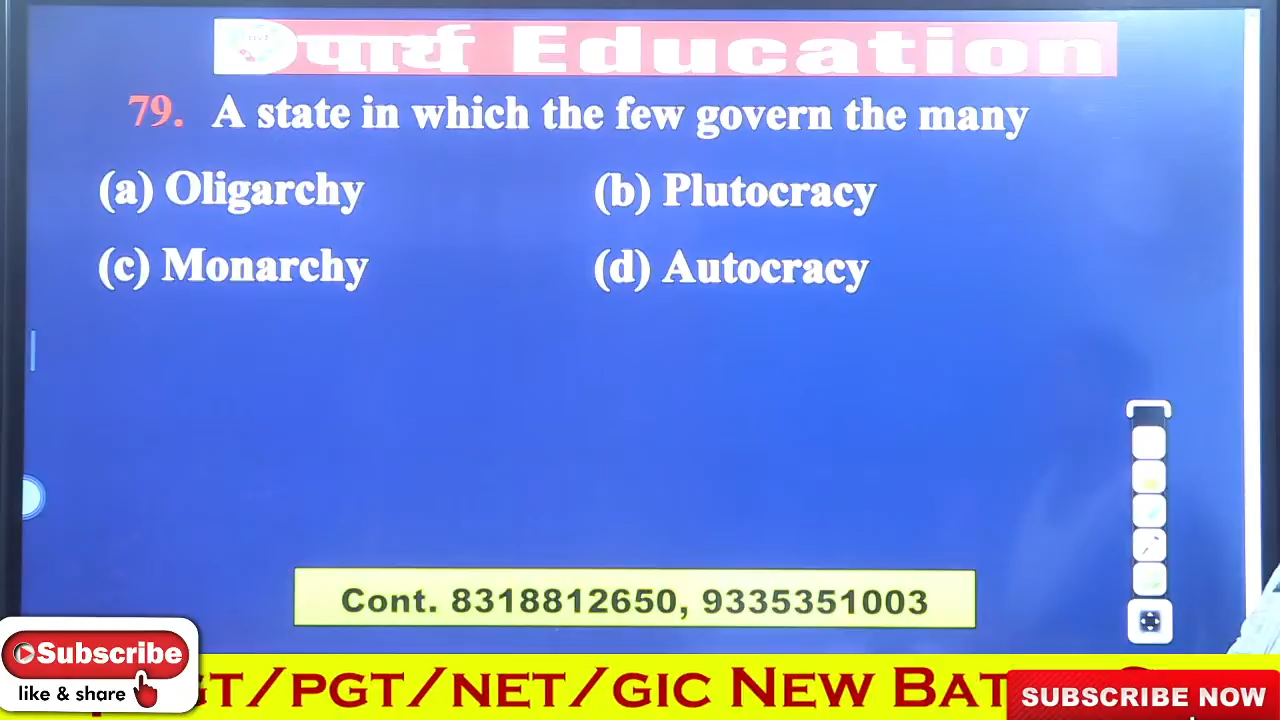 पार्थ Education
79. A state in which the few govern the many
(a) Oligarchy (b) Plutocracy
(c) Monarchy (d) Autocracy
Cont. 8318812650, 9335351003
Subscribe
like & share
GT/PGT/NET/GIC NEW BAT
SUBSCRIBE NOW